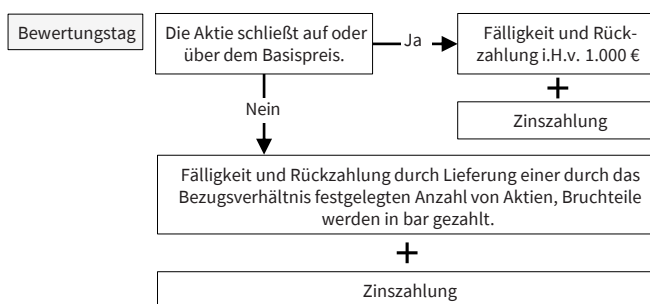 Bewertungstag
Die Aktie schließt auf oder
über dem Basispreis.
Ja
Fälligkeit und Rück-
zahlung i.H.v. 1.000 €
+
Zinszahlung
Nein
Fälligkeit und Rückzahlung durch Lieferung einer durch das
Bezugsverhältnis festgelegten Anzahl von Aktien, Bruchteile
werden in bar gezahlt.
+
Zinszahlung